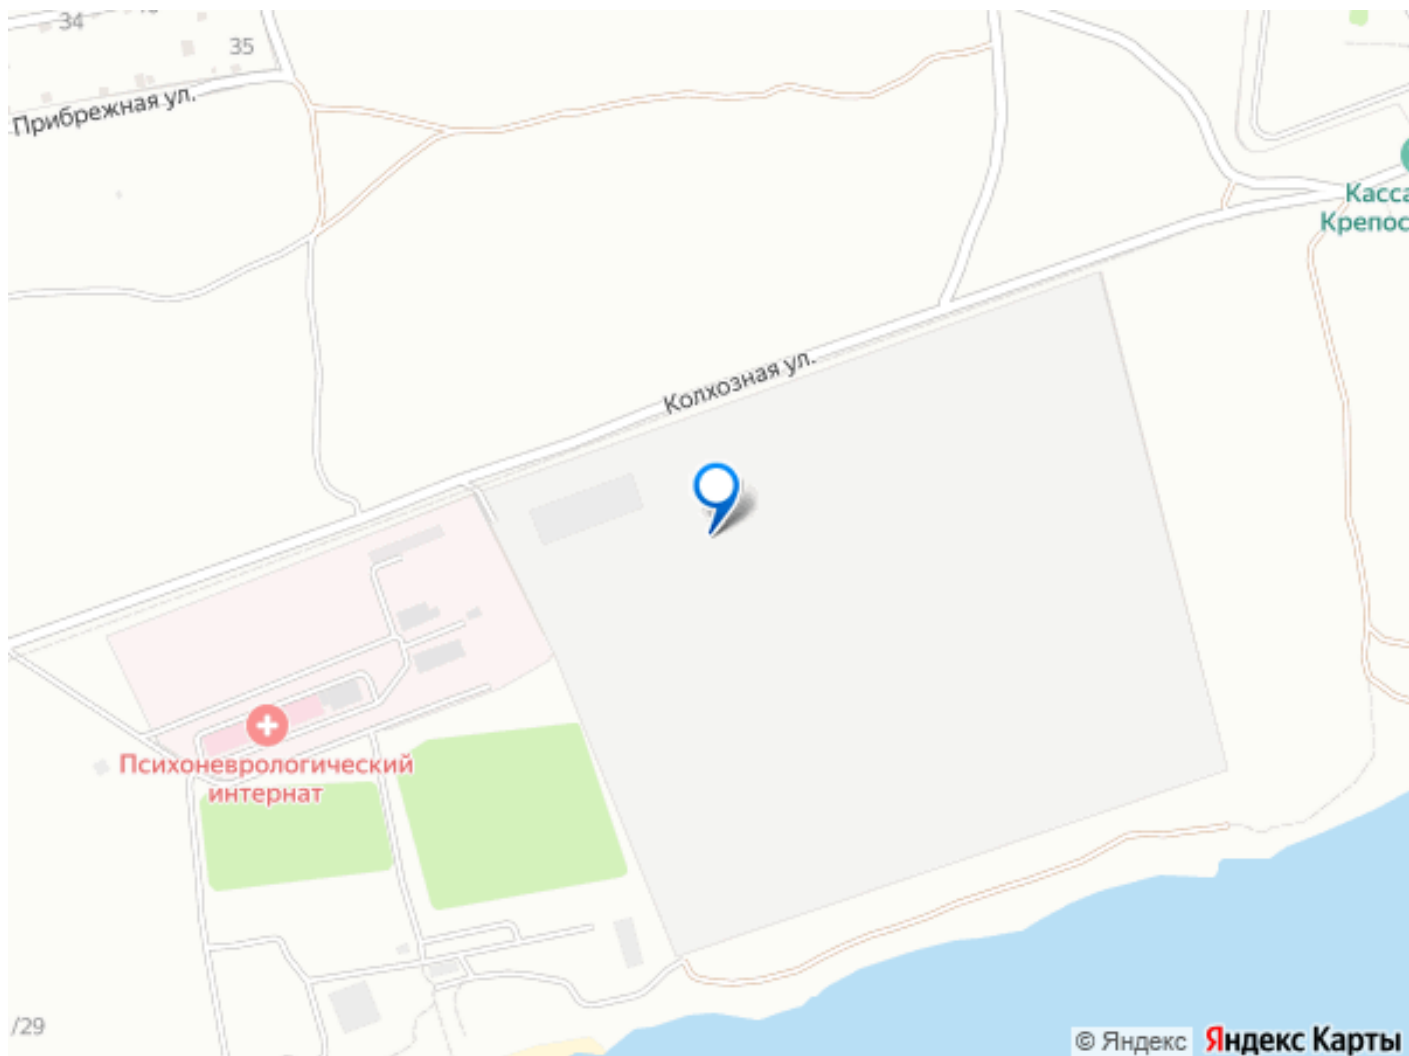 34
35
Прибрежная ул.
Касса
Крепос
Колхозная ул.
Психоневрологический
интернат
/29
© Яндекс Яндекс Карты